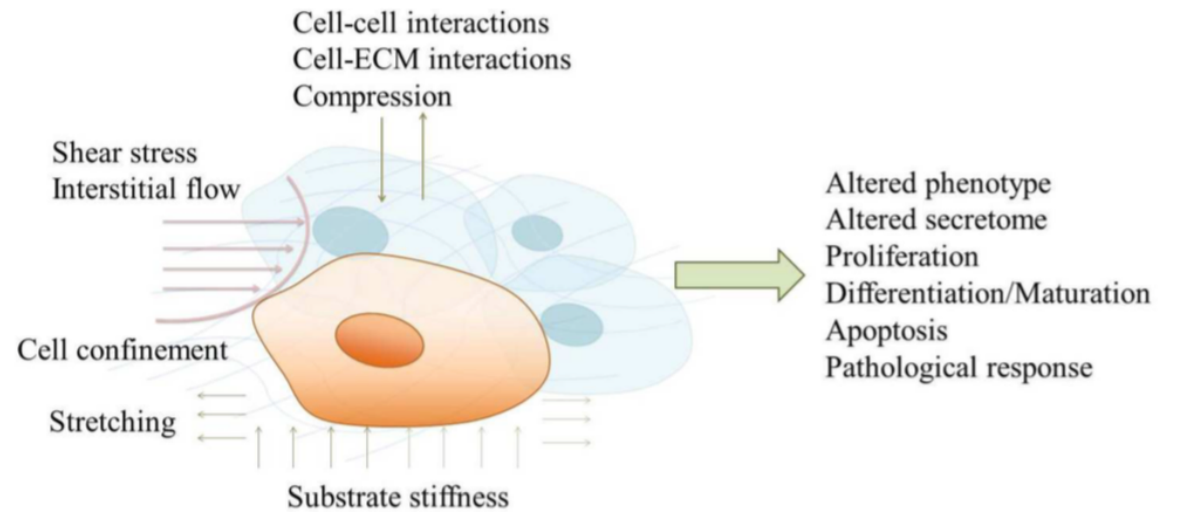 Cell-cell interactions
Cell-ECM interactions
Compression
Shear stress
Interstitial flow
Cell confinement
Stretching
Substrate stiffness
Altered phenotype
Altered secretome
Proliferation
Differentiation/Maturation
Apoptosis
Pathological response